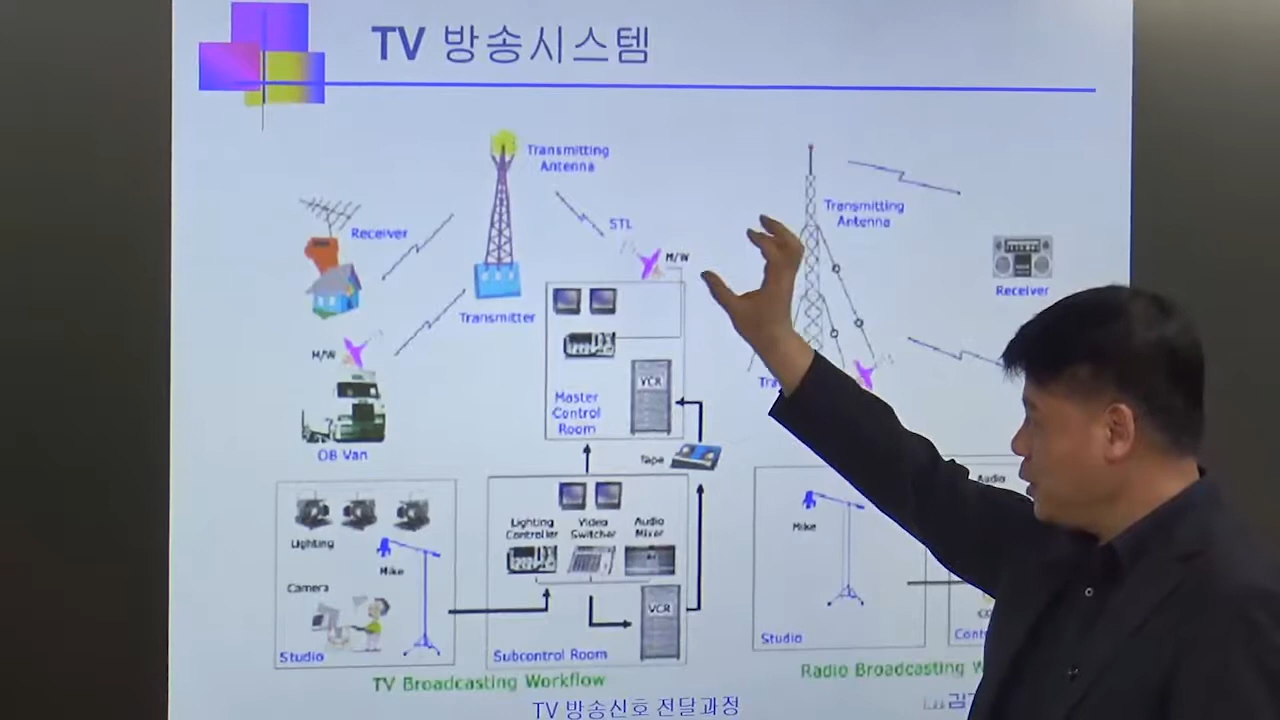 TV 방송시스템
Transmitting
Antenna
Receiver
STL
M/W
Transmitter
Transmitting
Antenna
Receiver
M/W
OB Van
VCR
Master
Control
Room
Tape
Lighting
Mike
Camera
Studio
Lighting
Controller
Video
Switcher
Audio
Mixer
VCR
Subcontrol Room
TV Broadcasting Workflow
Mike
Studio
Audio
Radio Broadcasting
TV 방송신호 전달과정